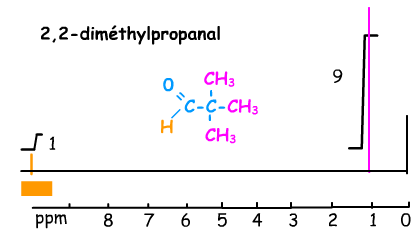 2,2-diméthylpropanal
O
CH₃
C-C-CH₃
H
CH₃
9
1
ppm 8 7 6 5 4 3 2 1 0